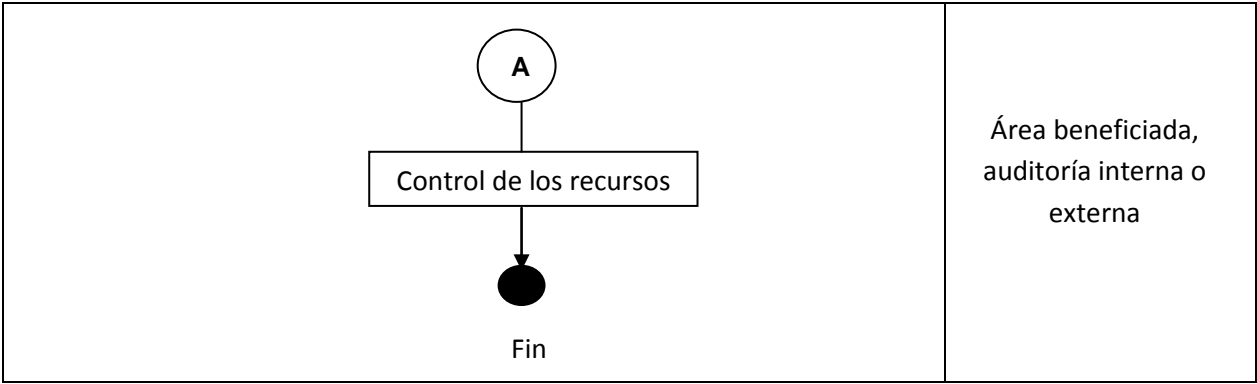 A
Control de los recursos
Fin
Área beneficiada,
auditoría interna o
externa